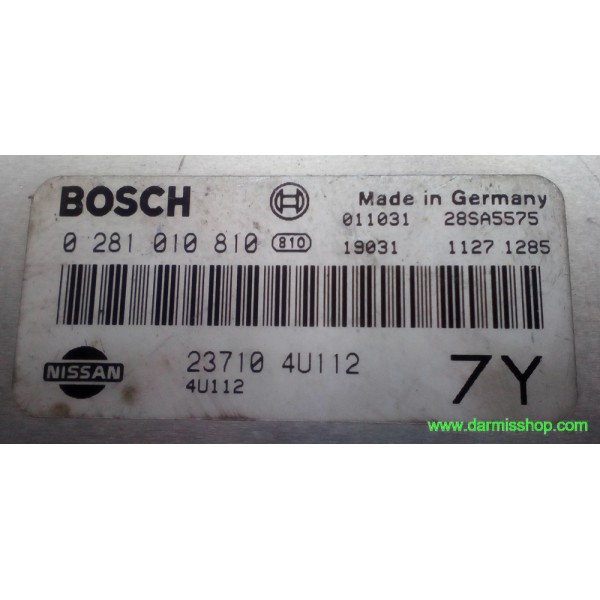 BOSCH
Made in Germany
011031 28SA5575
0 281 010 810 810
19031 1127 1285
NISSAN
23710 4U112
4U112
7Y
www.darmisshop.com